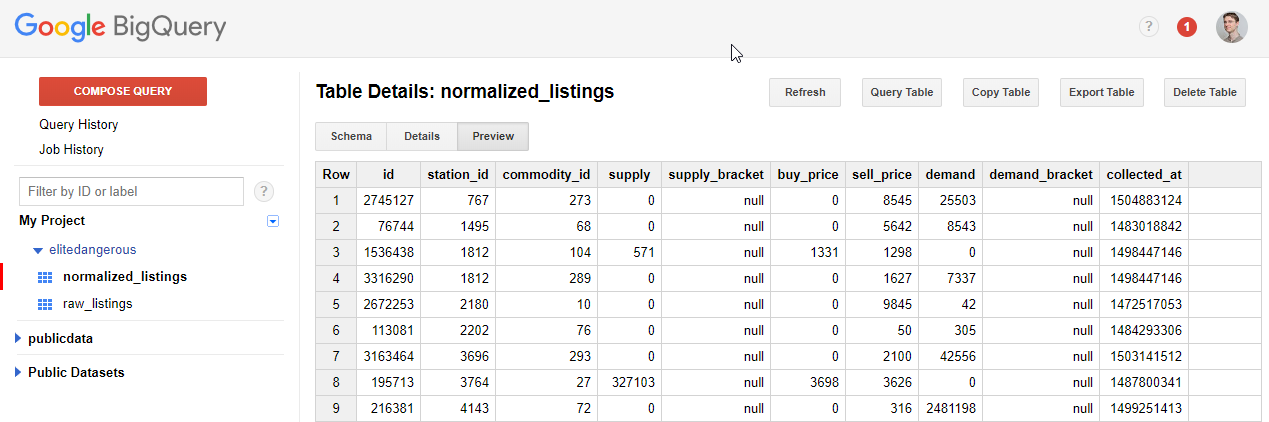 Google BigQuery ? 1
COMPOSE QUERY
Query History
Job History
Filter by ID or label ?
My Project
elitedangerous
normalized_listings
raw_listings
publicdata
Public Datasets
Table Details: normalized_listings Refresh Query Table Copy Table Export Table Delete Table
Schema Details Preview
Row id station_id commodity_id supply supply_bracket buy_price sell_price demand demand_bracket collected_at
1 2745127 767 273 0 null 0 8545 25503 null 1504883124
2 76744 1495 68 0 null 0 5642 8543 null 1483018842
3 1536438 1812 104 571 null 1331 1298 0 null 1498447146
4 3316290 1812 289 0 null 0 1627 7337 null 1498447146
5 2672253 2180 10 0 null 0 9845 42 null 1472517053
6 113081 2202 76 0 null 0 50 305 null 1484293306
7 3163464 3696 293 0 null 0 2100 42556 null 1503141512
8 195713 3764 27 327103 null 3698 3626 0 null 1487800341
9 216381 4143 72 0 null 0 316 2481198 null 1499251413